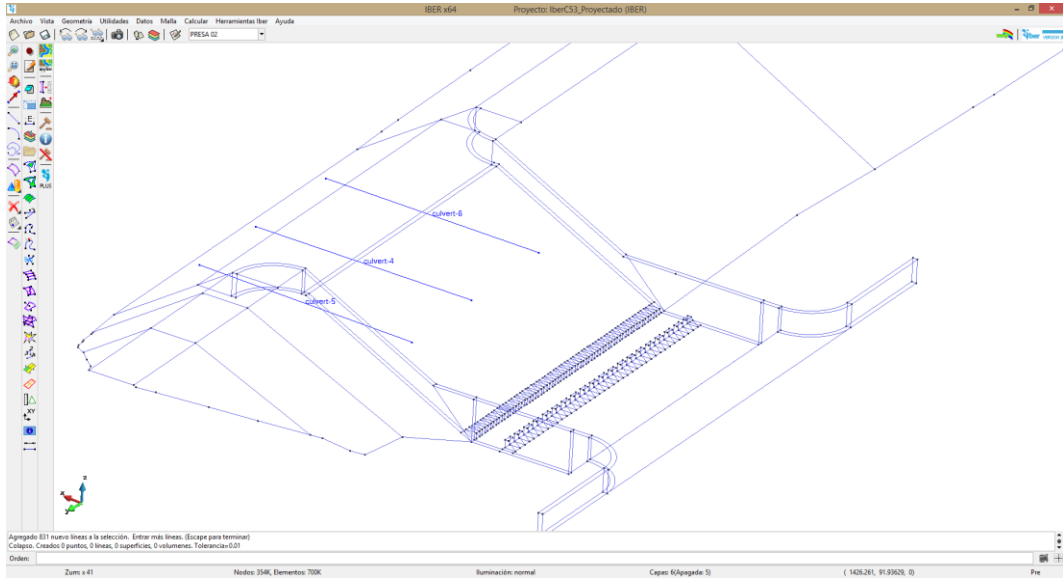 IBER x64 Proyecto: IberC53_Proyectado (IBER)
Archivo Vista Geometría Utilidades Datos Malla Calcular Herramientas Iber Ayuda
PRESA 02
Iber
PLUS
culvert-6
culvert-4
culvert-5
z
x
y
Agregado 831 nuevo líneas a la selección. Entrar más líneas. (Escape para terminar)
Colapso. Creados 0 puntos, 0 líneas, 0 superficies, 0 volumenes. Tolerancia=0.01
Orden:
Zum: x 41 Nodos: 354K, Elementos: 700K Iluminación: normal Capas: 6(Apagada: 5) ( 1426.261, 91.93629, 0) Pre